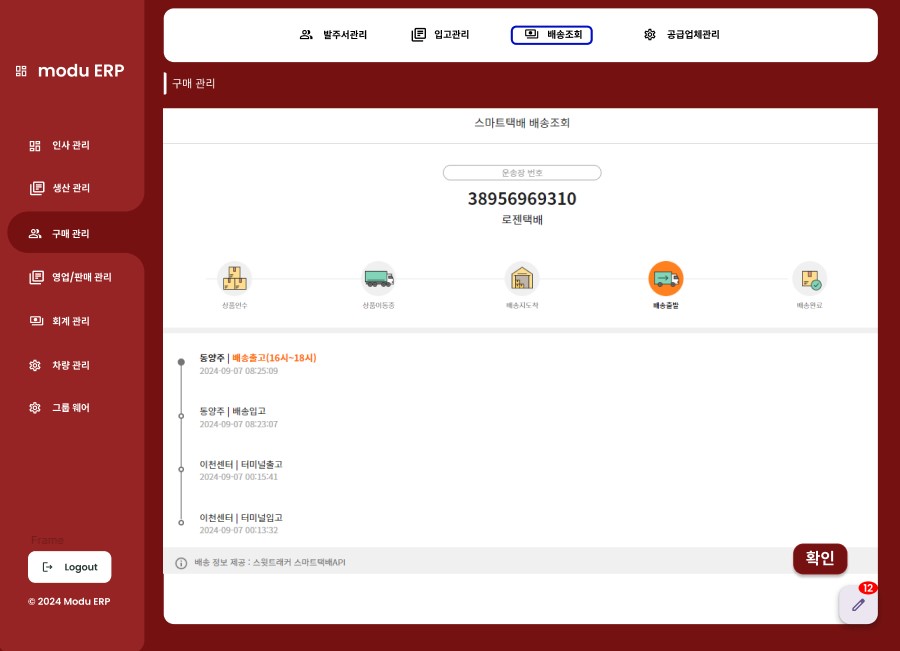 modu ERP
인사 관리
생산 관리
구매 관리
영업/판매 관리
회계 관리
차량 관리
그룹 웨어
Frame
Logout
© 2024 Modu ERP
발주서관리
입고관리
배송조회
공급업체관리
구매 관리
스마트택배 배송조회
운송장 번호
38956969310
로젠택배
상품인수
상품이동중
배송지도착
배송출발
배송완료
동양주 | 배송출고(16시~18시)
2024-09-07 08:25:09
동양주 | 배송입고
2024-09-07 08:23:07
이천센터 | 터미널출고
2024-09-07 00:15:41
이천센터 | 터미널입고
2024-09-07 00:13:32
배송 정보 제공 : 스윗트래커 스마트택배API
확인
12